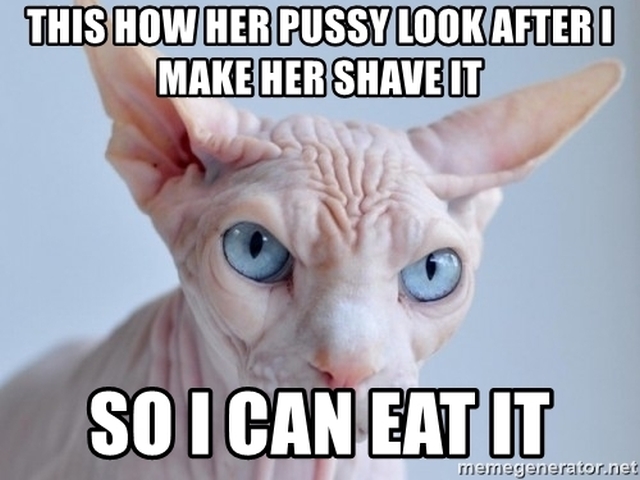 THIS HOW HER PUSSY LOOK AFTER I
MAKE HER SHAVE IT
SO I CAN EAT IT
memegenerator.net